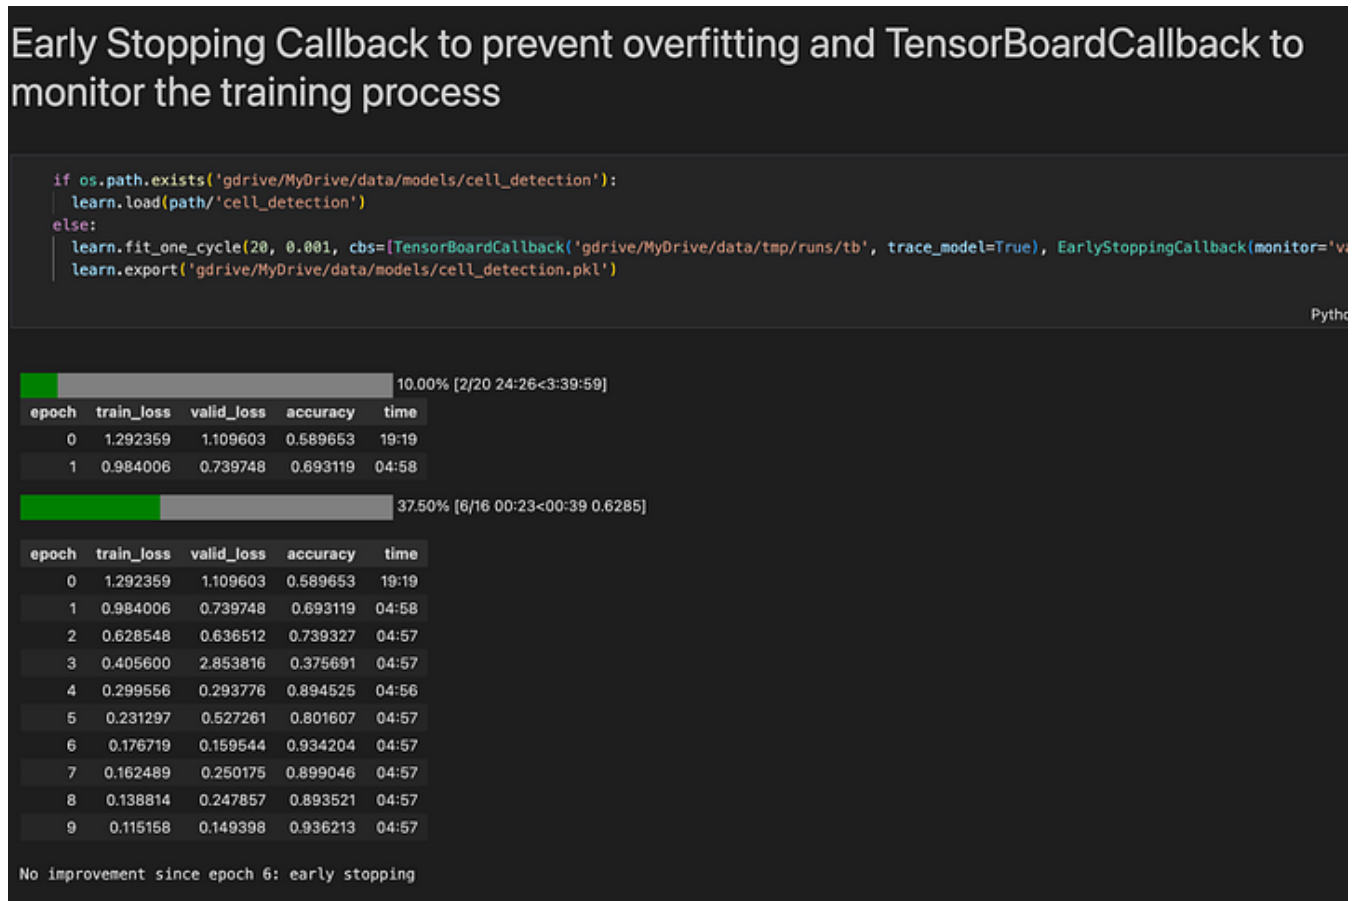 Early Stopping Callback to prevent overfitting and TensorBoardCallback to
monitor the training process
if os.path.exists('gdrive/MyDrive/data/models/cell_detection'):
learn.load(path/'cell_detection')
else:
learn.fit_one_cycle(20, 0.001, cbs=[TensorBoardCallback('gdrive/MyDrive/data/tmp/runs/tb', trace_model=True), EarlyStoppingCallback(monitor='va
learn.export('gdrive/MyDrive/data/models/cell_detection.pkl')
Pytho
10.00% [2/20 24:26<3:39:59]
epoch train_loss valid_loss accuracy time
0 1.292359 1.109603 0.589653 19:19
1 0.984006 0.739748 0.693119 04:58
37.50% [6/16 00:23<00:39 0.6285]
epoch train_loss valid_loss accuracy time
0 1.292359 1.109603 0.589653 19:19
1 0.984006 0.739748 0.693119 04:58
2 0.628548 0.636512 0.739327 04:57
3 0.405600 2.853816 0.375691 04:57
4 0.299556 0.293776 0.894525 04:56
5 0.231297 0.527261 0.801607 04:57
6 0.176719 0.159544 0.934204 04:57
7 0.162489 0.250175 0.899046 04:57
8 0.138814 0.247857 0.893521 04:57
9 0.115158 0.149398 0.936213 04:57
No improvement since epoch 6: early stopping